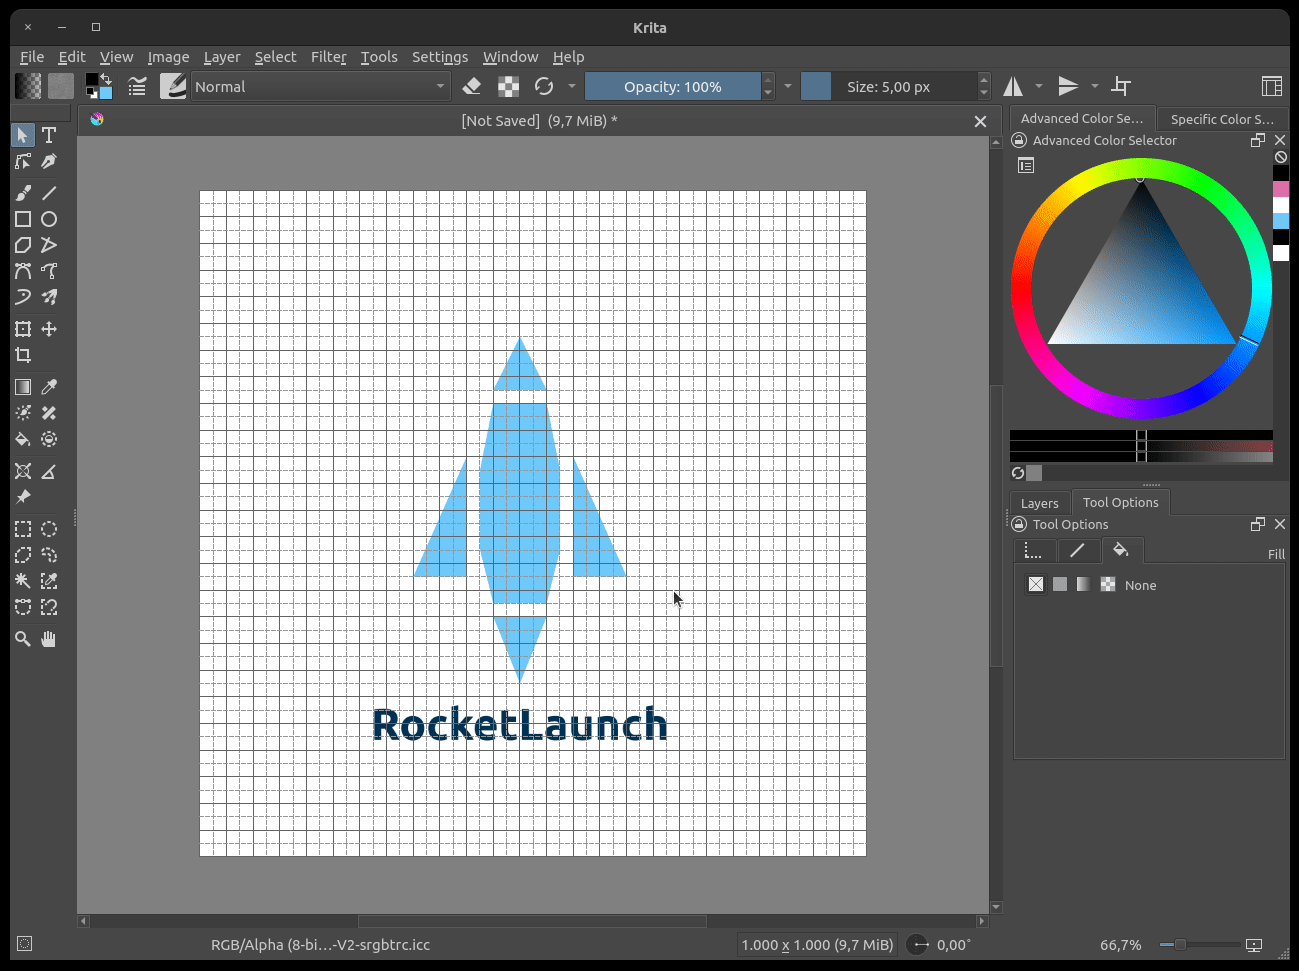 Krita
File Edit View Image Layer Select Filter Tools Settings Window Help
Normal Opacity: 100% Size: 5,00 px
[Not Saved] (9,7 MiB) *
Advanced Color Se... Specific Color S...
Advanced Color Selector
Layers Tool Options
Tool Options
Fill
None
RocketLaunch
RGB/Alpha (8-bi...-V2-srgbtrc.icc 1.000 x 1.000 (9,7 MiB) 0,00° 66,7%